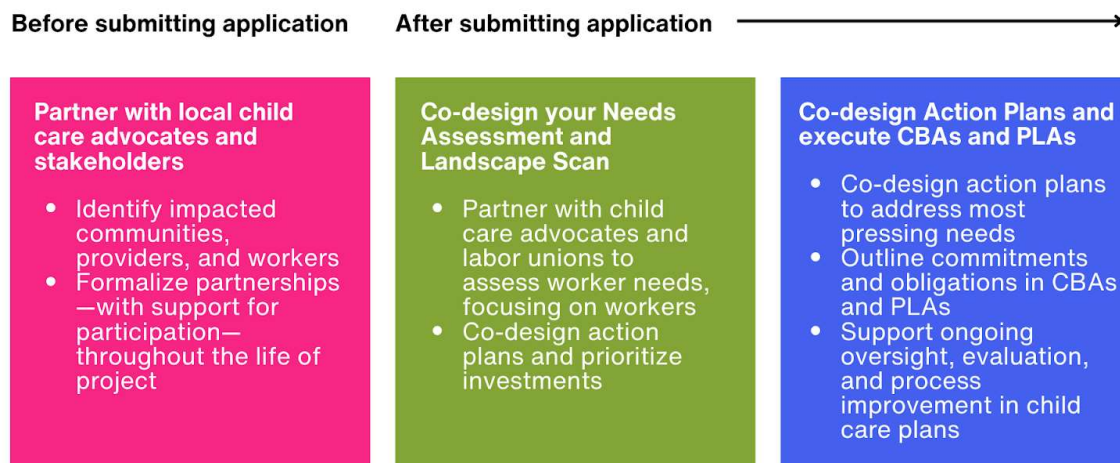 Before submitting application
After submitting application
Partner with local child
care advocates and
stakeholders
• Identify impacted
communities,
providers, and workers
• Formalize partnerships
—with support for
participation—
throughout the life of
project
Co-design your Needs
Assessment and
Landscape Scan
• Partner with child
care advocates and
labor unions to
assess worker needs,
focusing on workers
• Co-design action
plans and prioritize
investments
Co-design Action Plans and
execute CBAs and PLAs
• Co-design action plans
to address most
pressing needs
• Outline commitments
and obligations in CBAs
and PLAs
• Support ongoing
oversight, evaluation,
and process
improvement in child
care plans